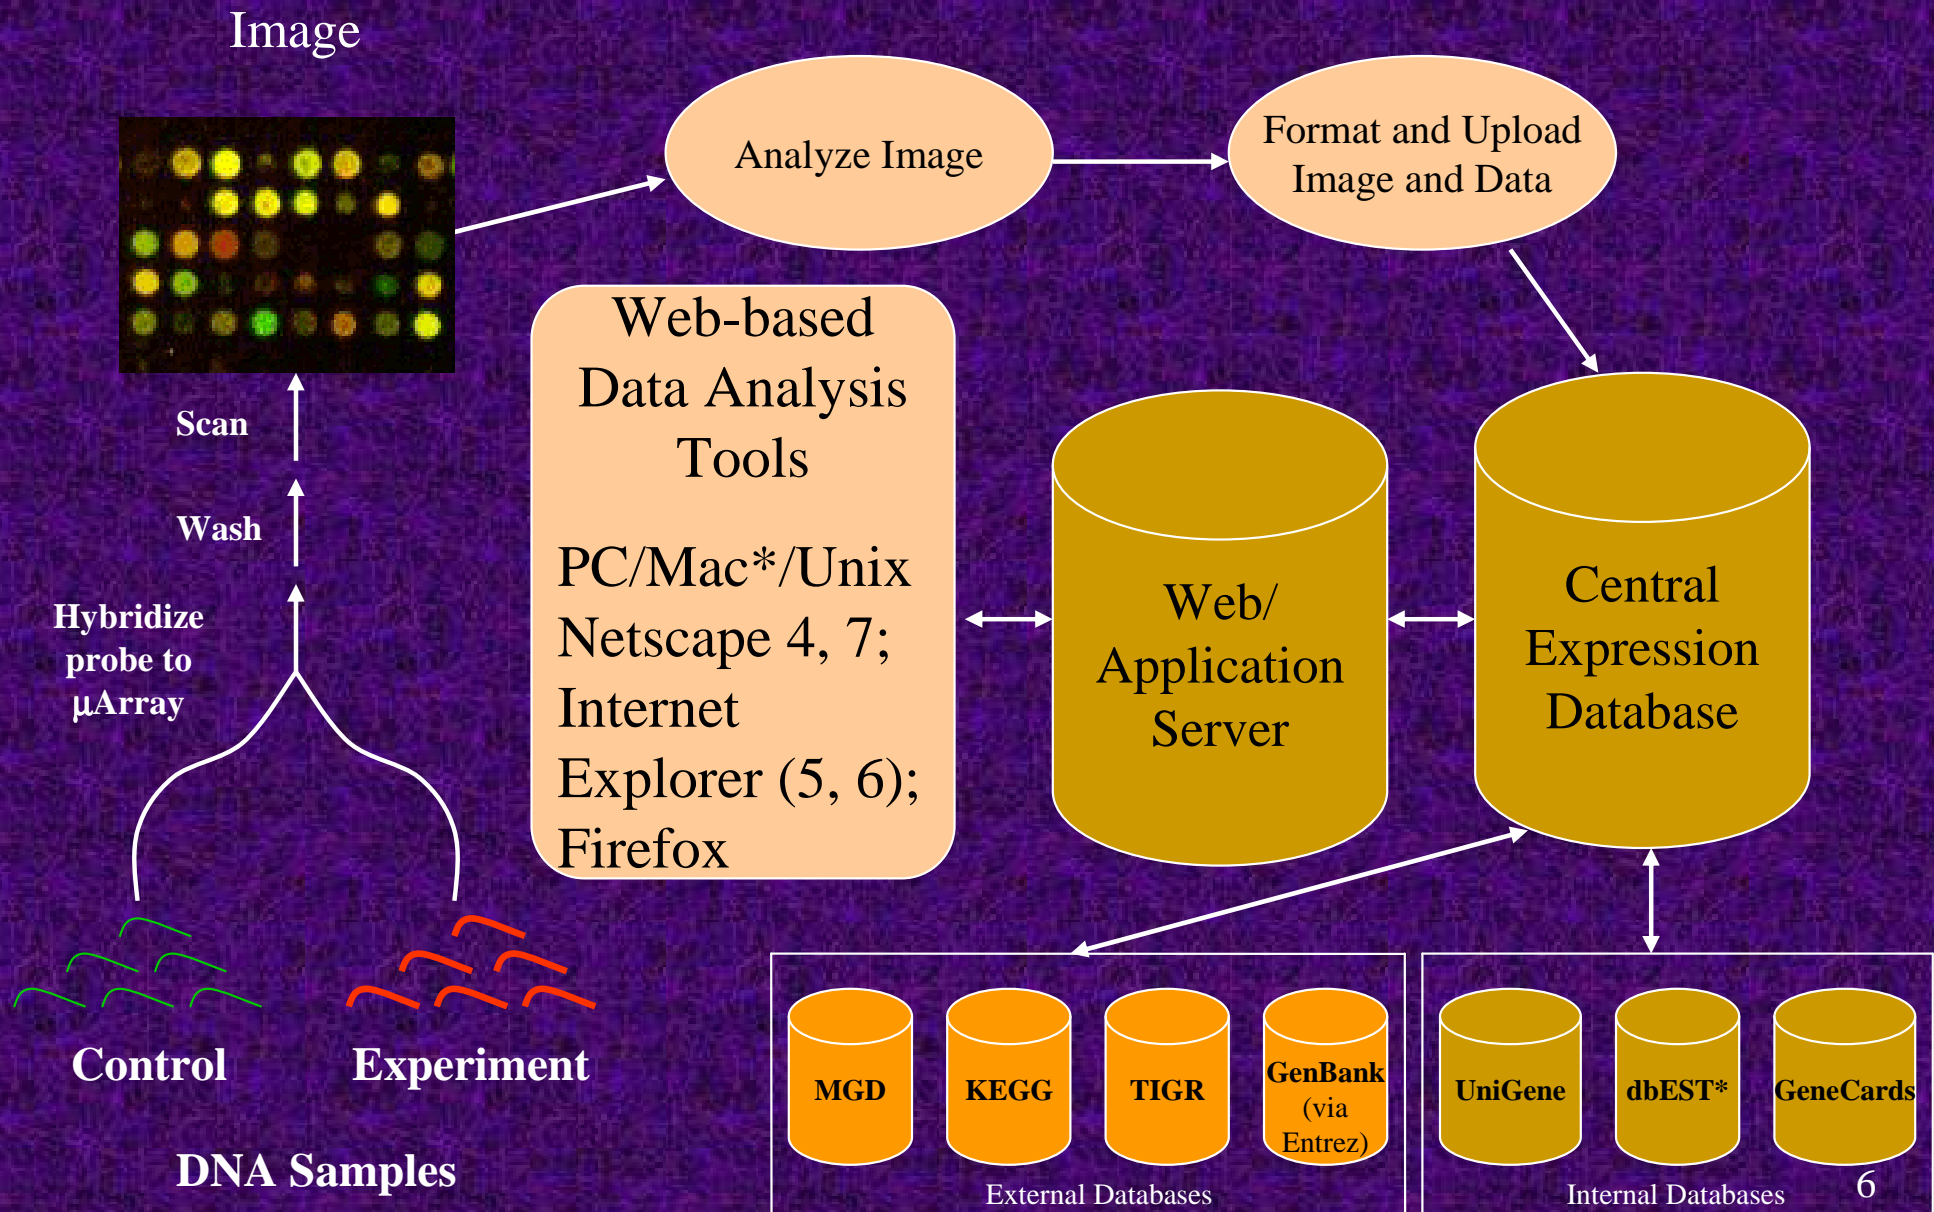 Image
Analyze Image
Format and Upload
Image and Data
Scan
Wash
Hybridize
probe to
μArray
Control
Experiment
DNA Samples
Web-based
Data Analysis
Tools
PC/Mac*/Unix
Netscape 4, 7;
Internet
Explorer (5, 6);
Firefox
Web/
Application
Server
Central
Expression
Database
MGD
KEGG
TIGR
GenBank
(via
Entrez)
External Databases
UniGene
dbEST*
GeneCards
Internal Databases
6